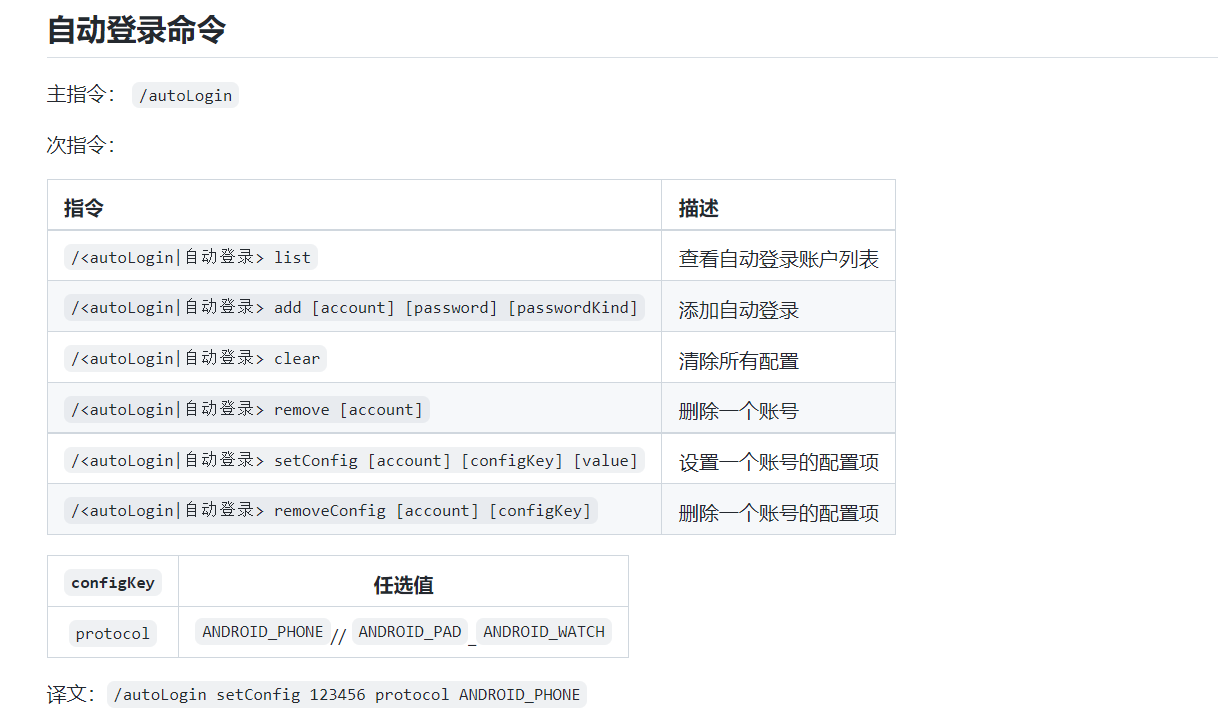 自动登录命令
主指令： /autoLogin
次指令：
指令 描述
/<autoLogin|自动登录> list 查看自动登录账户列表
/<autoLogin|自动登录> add [account] [password] [passwordKind] 添加自动登录
/<autoLogin|自动登录> clear 清除所有配置
/<autoLogin|自动登录> remove [account] 删除一个账号
/<autoLogin|自动登录> setConfig [account] [configKey] [value] 设置一个账号的配置项
/<autoLogin|自动登录> removeConfig [account] [configKey] 删除一个账号的配置项
configKey 任选值
protocol ANDROID_PHONE // ANDROID_PAD _ ANDROID_WATCH
译文： /autoLogin setConfig 123456 protocol ANDROID_PHONE